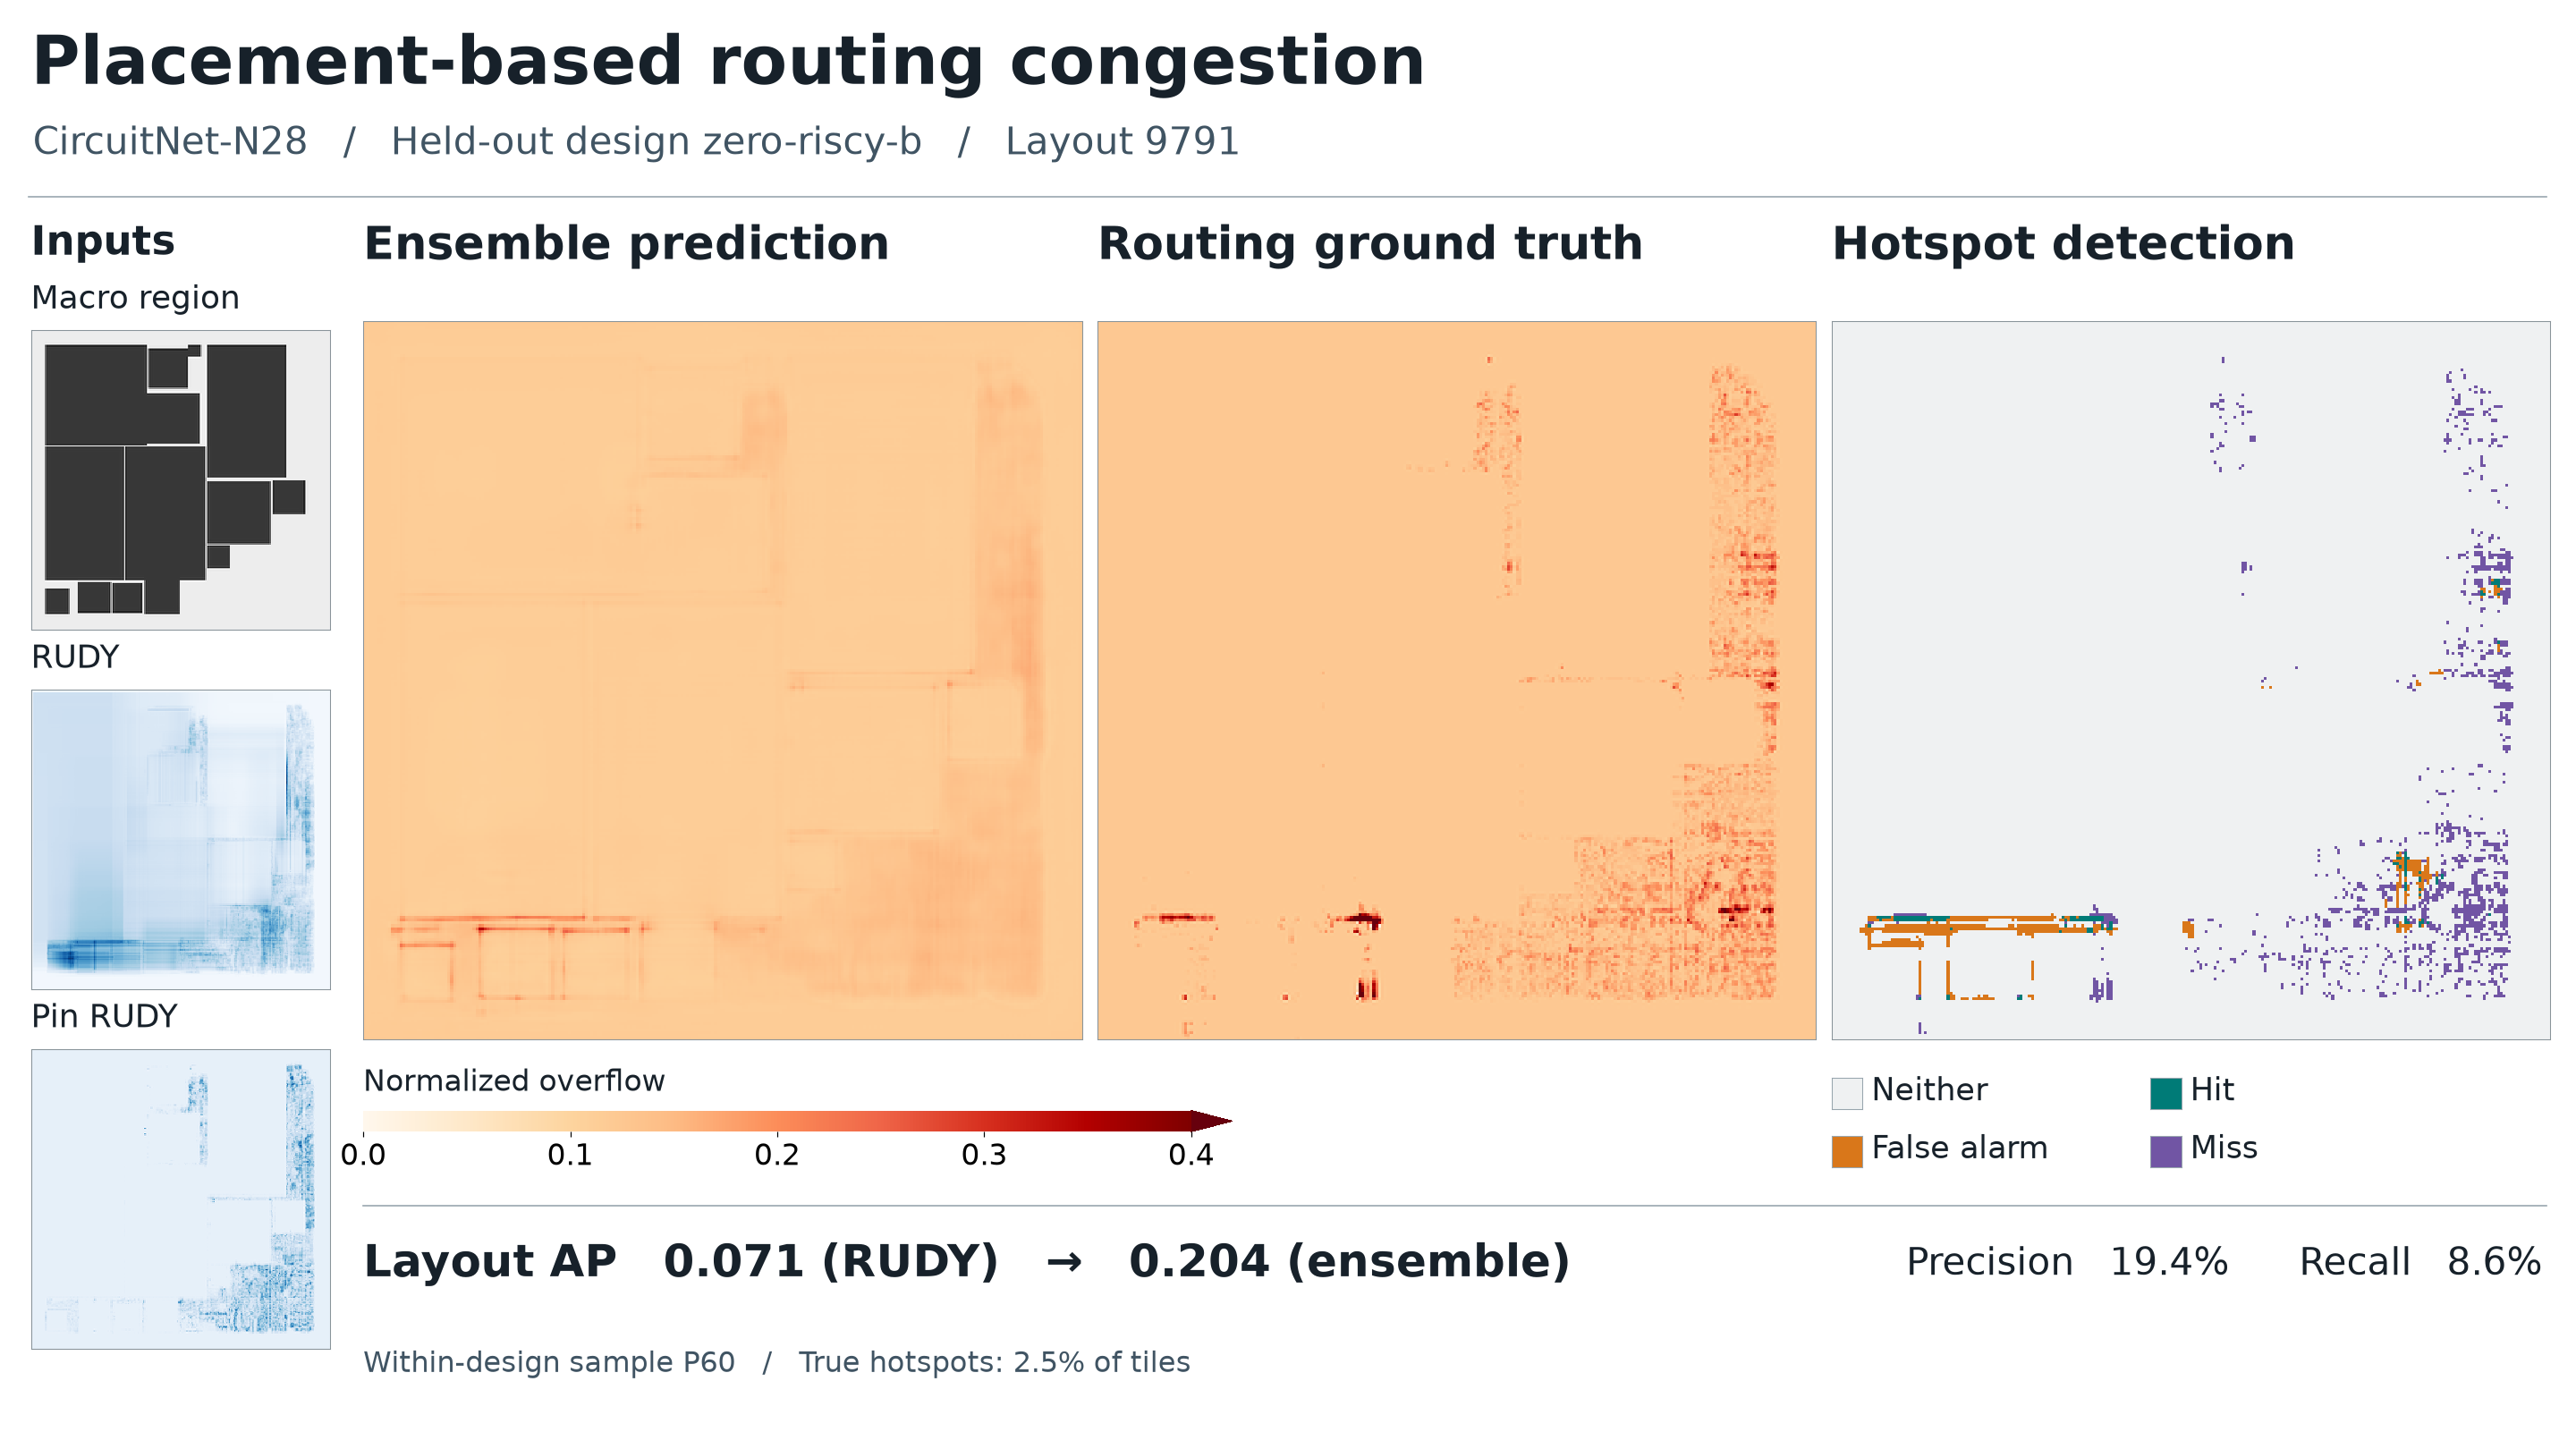 Placement-based routing congestion
CircuitNet-N28 / Held-out design zero-riscy-b / Layout 9791
Inputs
Macro region
RUDY
Pin RUDY
Ensemble prediction
Routing ground truth
Hotspot detection
Normalized overflow
0.0 0.1 0.2 0.3 0.4
Neither
Hit
False alarm
Miss
Layout AP 0.071 (RUDY) → 0.204 (ensemble)
Precision 19.4% Recall 8.6%
Within-design sample P60 / True hotspots: 2.5% of tiles